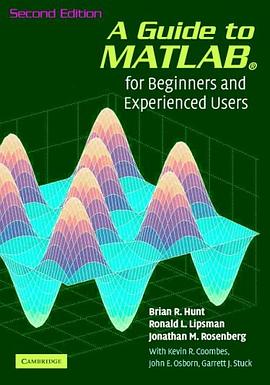 Second Edition
A Guide to
MATLAB®
for Beginners and
Experienced Users
Brian R. Hunt
Ronald L. Lipsman
Jonathan M. Rosenberg
With Kevin R. Coombes,
John E. Osborn, Garrett J. Stuck
CAMBRIDGE